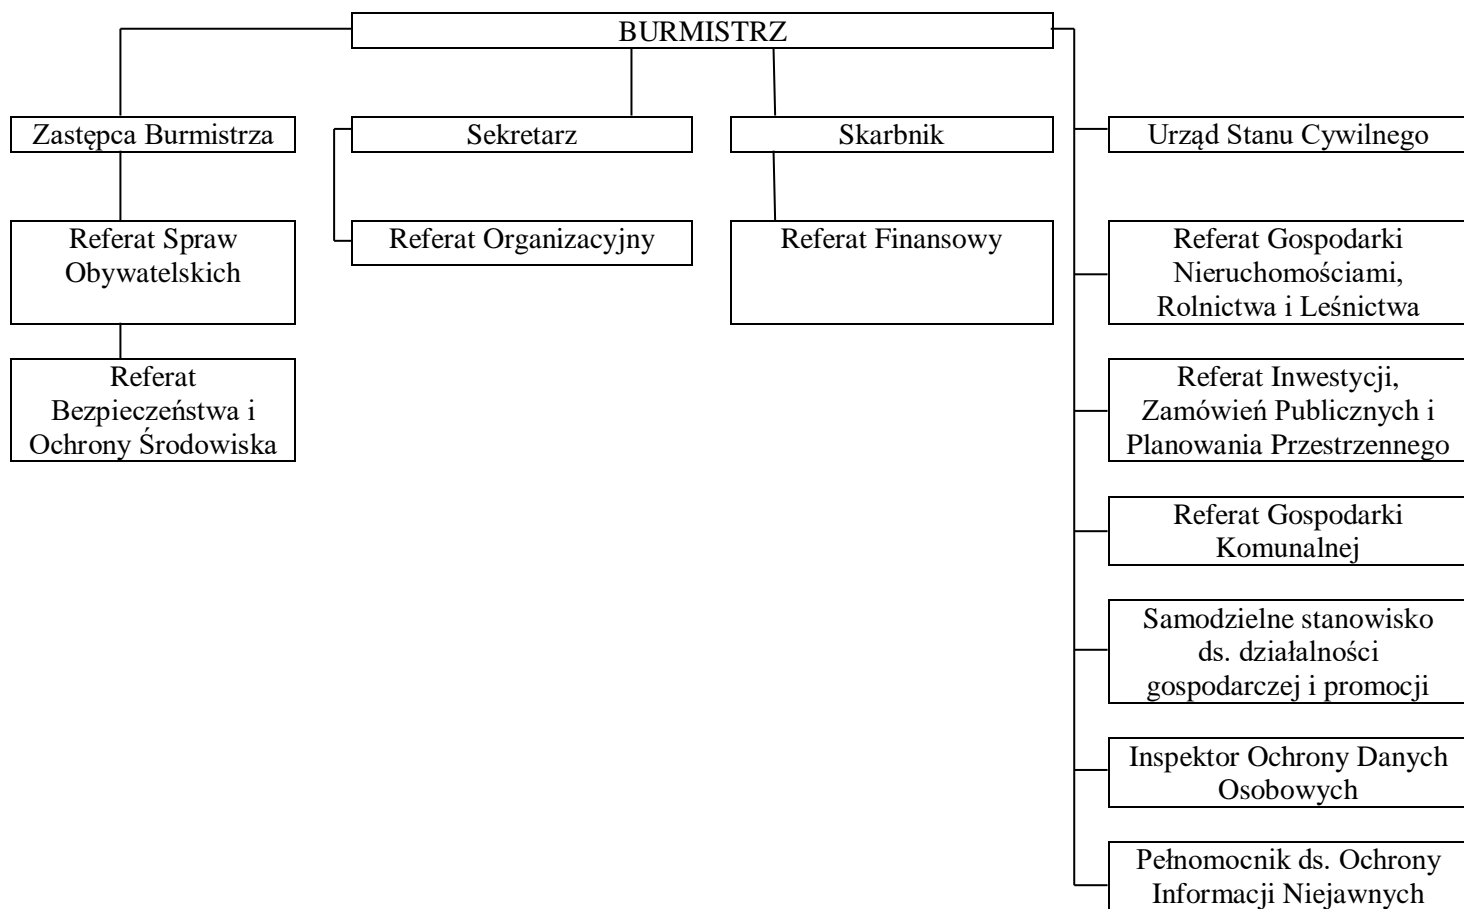 BURMISTRZ
Zastępca Burmistrza
Sekretarz
Skarbnik
Urząd Stanu Cywilnego
Referat Spraw
Obywatelskich
Referat Organizacyjny
Referat Finansowy
Referat Gospodarki
Nieruchomościami,
Rolnictwa i Leśnictwa
Referat
Bezpieczeństwa i
Ochrony Środowiska
Referat Inwestycji,
Zamówień Publicznych i
Planowania Przestrzennego
Referat Gospodarki
Komunalnej
Samodzielne stanowisko
ds. działalności
gospodarczej i promocji
Inspektor Ochrony Danych
Osobowych
Pełnomocnik ds. Ochrony
Informacji Niejawnych